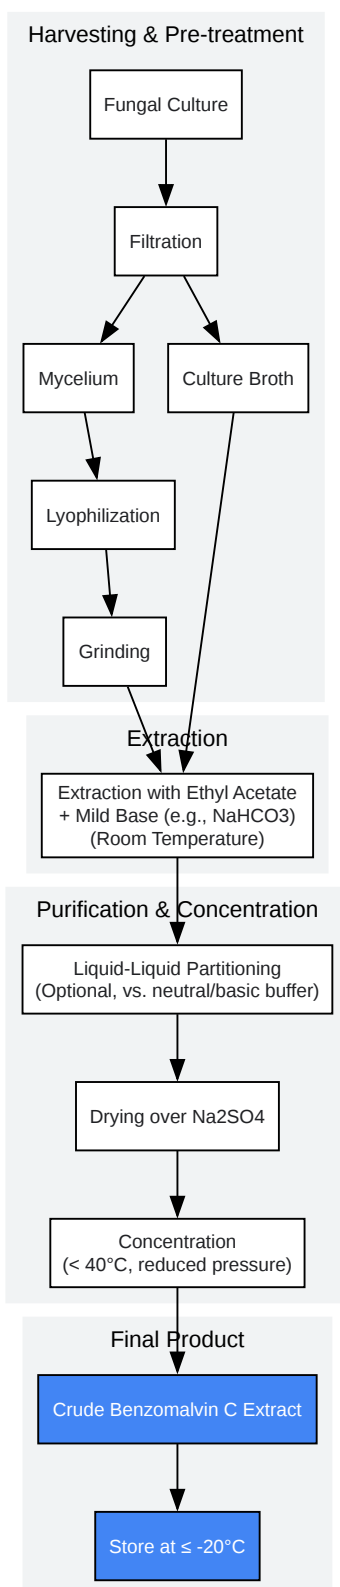 Harvesting & Pre-treatment
Fungal Culture
Filtration
Mycelium
Culture Broth
Lyophilization
Grinding
Extraction
Extraction with Ethyl Acetate
+ Mild Base (e.g., NaHCO3)
(Room Temperature)
Purification & Concentration
Liquid-Liquid Partitioning
(Optional, vs. neutral/basic buffer)
Drying over Na2SO4
Concentration
(< 40°C, reduced pressure)
Final Product
Crude Benzomalvin C Extract
Store at ≤ -20°C